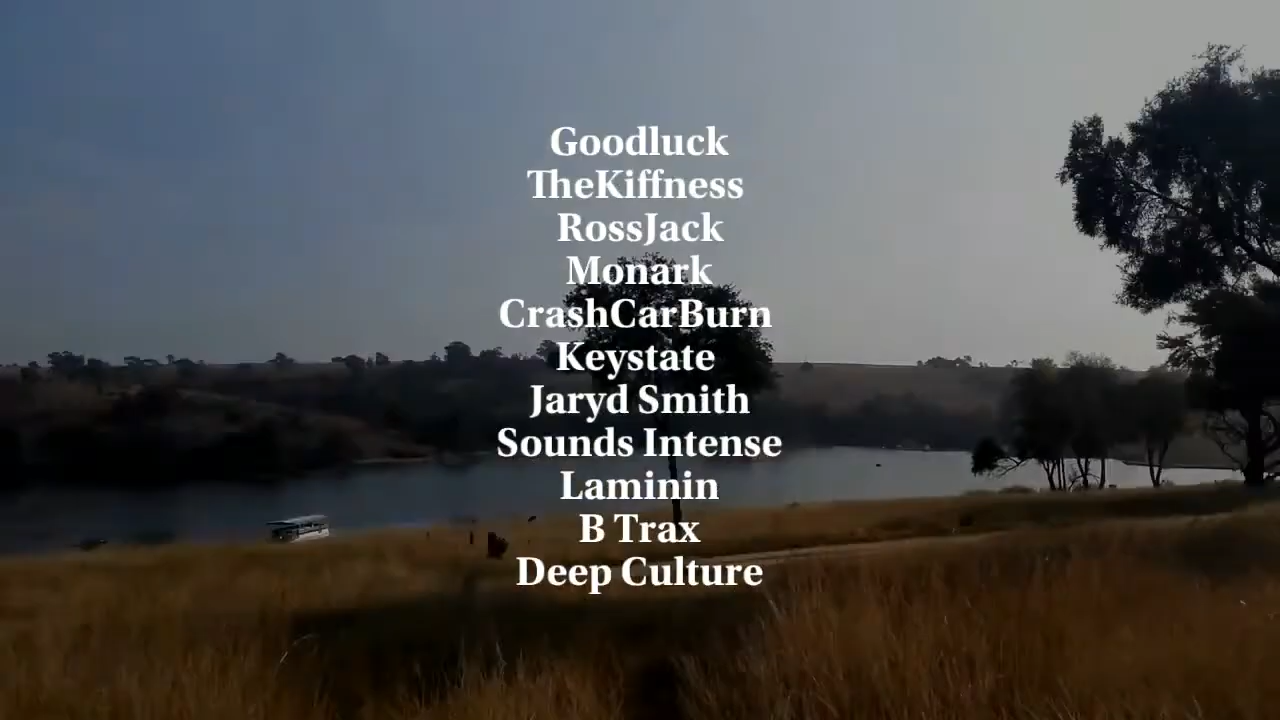 Goodluck
TheKiffness
RossJack
Monark
CrashCarBurn
Keystate
Jaryd Smith
Sounds Intense
Laminin
B Trax
Deep Culture